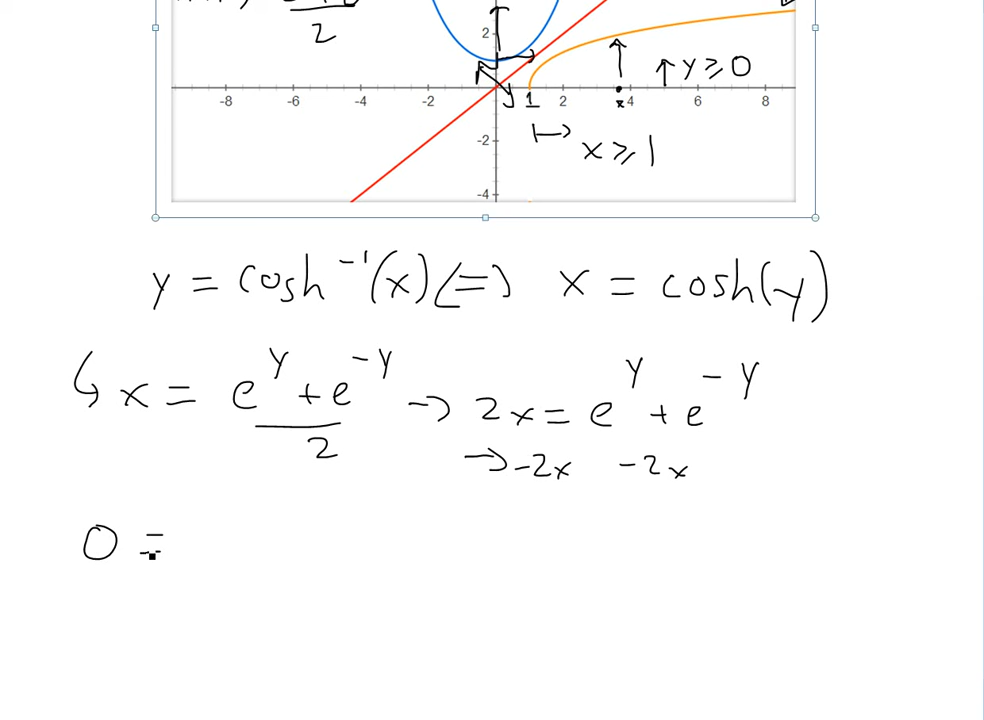 2
2
y ≥ 0
-8 -6 -4 -2 y 1 2 x 4 6 8
-2
x ≥ 1
-4
y = cosh⁻¹(x) (=) x = cosh(y)
↳ x = (e^y + e^-y)/2 → 2x = e^y + e^-y
→ -2x -2x
0 =